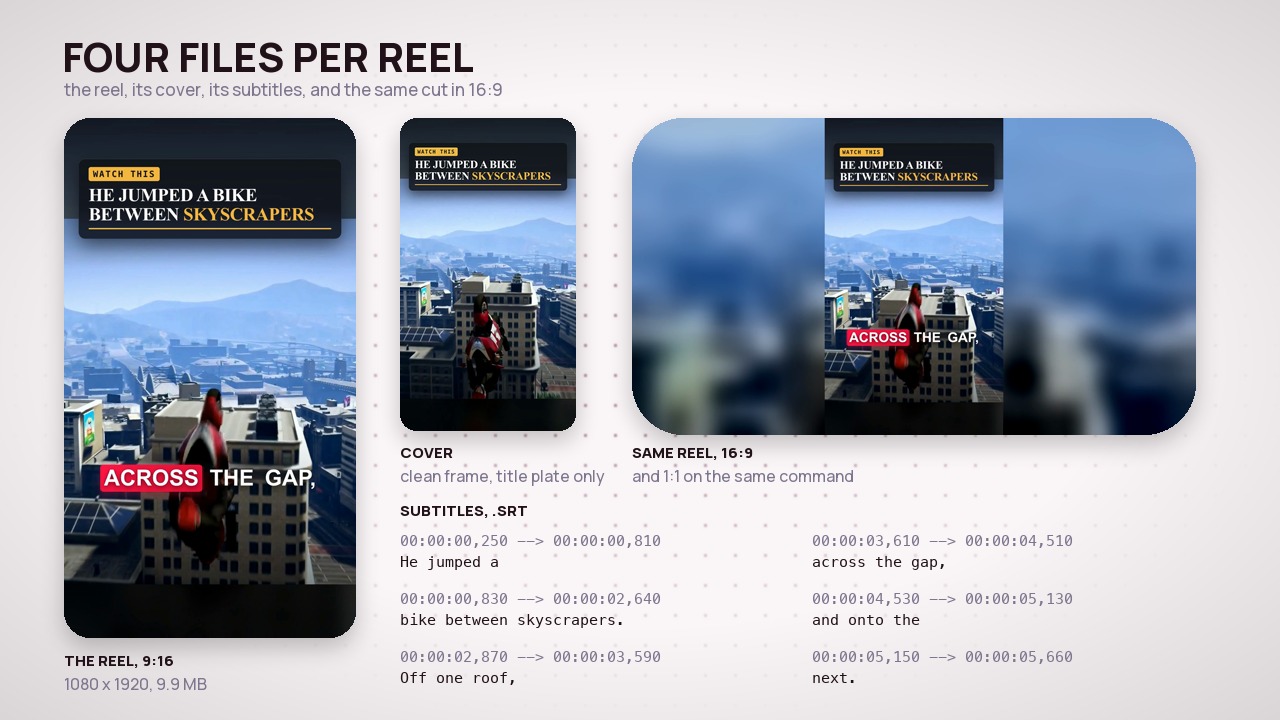 FOUR FILES PER REEL
the reel, its cover, its subtitles, and the same cut in 16:9
WATCH THIS
HE JUMPED A BIKE
BETWEEN SKYSCRAPERS
ACROSS THE GAP,
THE REEL, 9:16
1080 x 1920, 9.9 MB
WATCH THIS
HE JUMPED A BIKE
BETWEEN SKYSCRAPERS
COVER
clean frame, title plate only
WATCH THIS
HE JUMPED A BIKE
BETWEEN SKYSCRAPERS
ACROSS THE GAP,
SAME REEL, 16:9
and 1:1 on the same command
SUBTITLES, .SRT
00:00:00,250 --> 00:00:00,810
He jumped a
00:00:00,830 --> 00:00:02,640
bike between skyscrapers.
00:00:02,870 --> 00:00:03,590
Off one roof,
00:00:03,610 --> 00:00:04,510
across the gap,
00:00:04,530 --> 00:00:05,130
and onto the
00:00:05,150 --> 00:00:05,660
next.